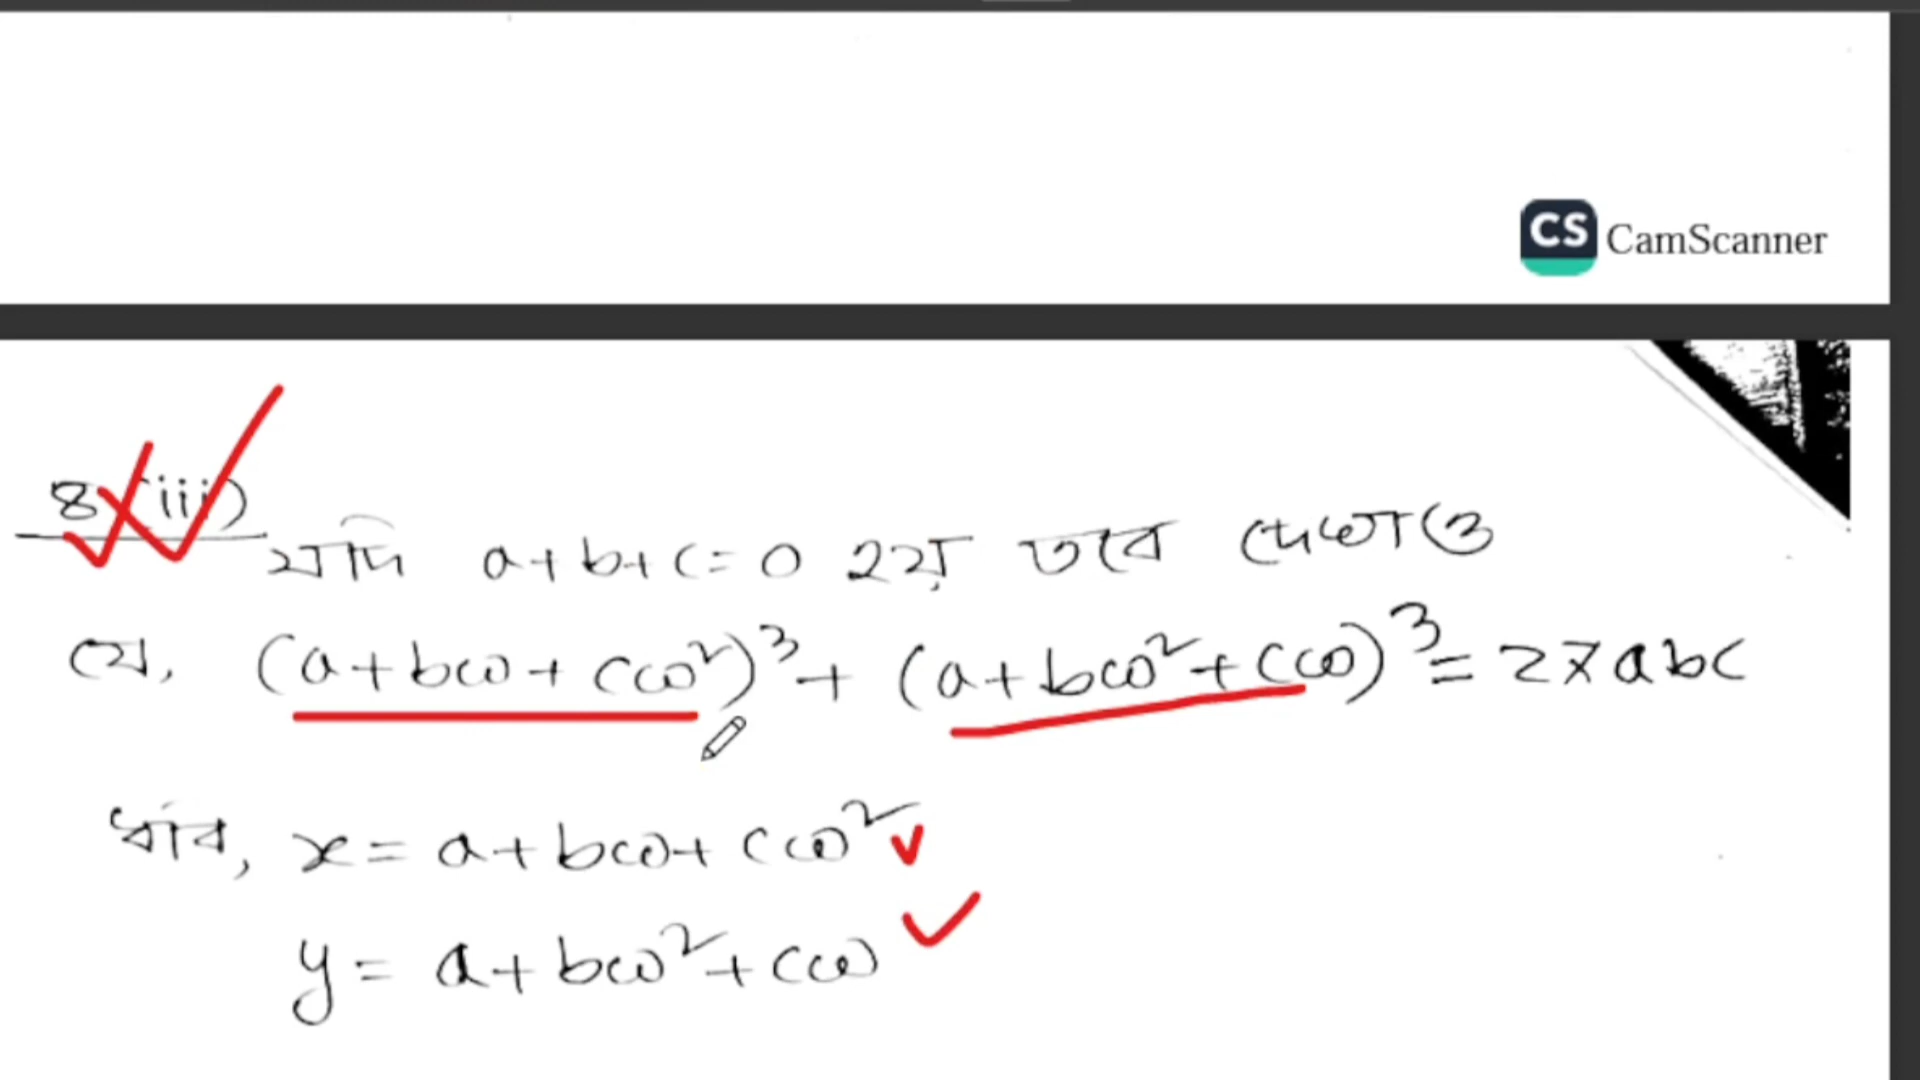 CS CamScanner
8 (iii)
যদি a+b+c=0 হয় তবে দেখাও
যে, (a+bω+cω²)³+ (a+bω²+cω)³=27abc
ধরি, x= a+bω+cω²
y= a+bω²+cω